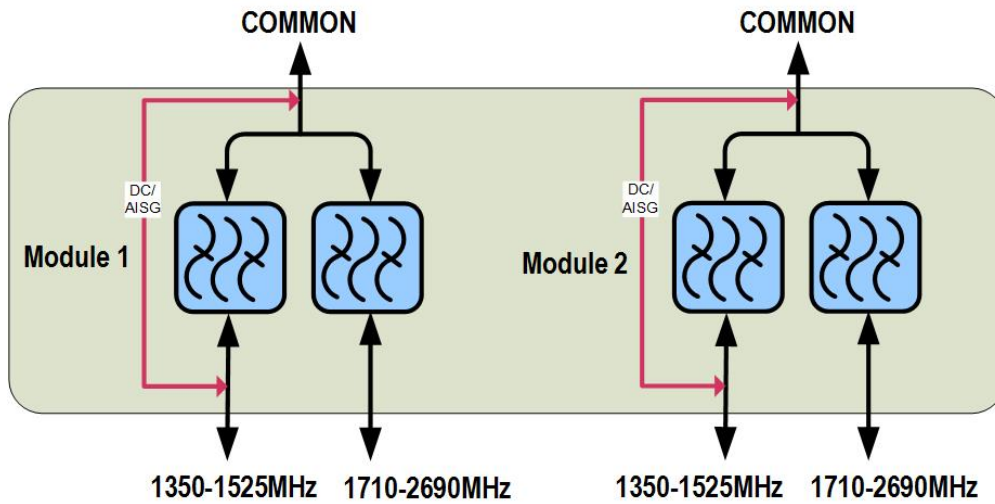 COMMON
COMMON
DC/
AISG
DC/
AISG
Module 1
Module 2
1350-1525MHz
1710-2690MHz
1350-1525MHz
1710-2690MHz